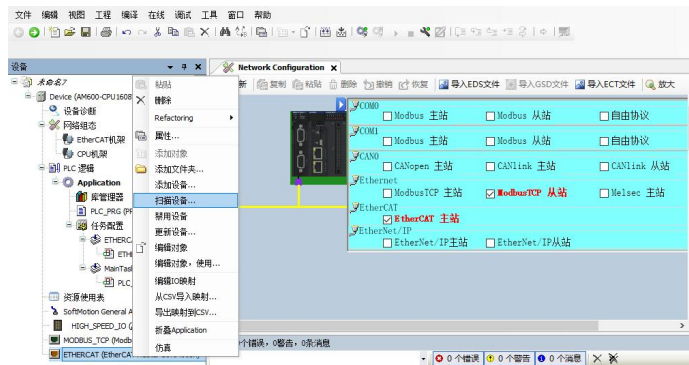 文件 编辑 视图 工程 编译 在线 调试 工具 窗口 帮助
设备
Network Configuration
新 复制 粘贴 删除 撤销 恢复 导入EDS文件 导入GSD文件 导入ECT文件 放大
未命名7
Device (AM600-CPU1608
设备诊断
网络组态
EtherCAT机架
CPU机架
PLC 逻辑
Application
库管理器
PLC_PRG (PF
任务配置
ETHERC
ETH
MainTas
PLC_
资源使用表
SoftMotion General A
HIGH_SPEED_IO (
MODBUS_TCP (Modb
ETHERCAT (EtherCA
粘贴
删除
Refactoring
属性...
添加对象
添加文件夹...
添加设备...
扫描设备...
禁用设备
更新设备...
编辑对象
编辑对象，使用...
编辑IO映射
从CSV导入映射...
导出映射到CSV...
折叠Application
仿真
COM0
Modbus 主站 Modbus 从站 自由协议
COM1
Modbus 主站 Modbus 从站 自由协议
CAN0
CANopen 主站 CANlink 主站 CANlink 从站
Ethernet
ModbusTCP 主站 ModbusTCP 从站 Melsec 主站
EtherCAT
EtherCAT 主站
EtherNet/IP
EtherNet/IP主站 EtherNet/IP从站
个错误，0警告，0条消息
0 个错误 0 个警告 0 个消息